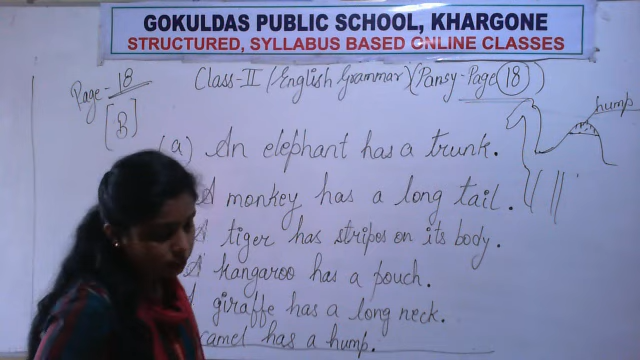 GOKULDAS PUBLIC SCHOOL, KHARGONE
STRUCTURED, SYLLABUS BASED ONLINE CLASSES
Page-18
Class-II (English Grammar) (Pansy-Page 18)
[B]
hump
(a) An elephant has a trunk.
A monkey has a long tail.
A tiger has stripes on its body.
A kangaroo has a pouch.
giraffe has a long neck.
camel has a hump.